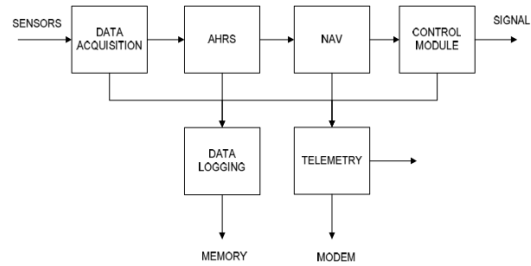 SENSORS
DATA
ACQUISITION
AHRS
NAV
CONTROL
MODULE
SIGNAL
DATA
LOGGING
TELEMETRY
MEMORY
MODEM